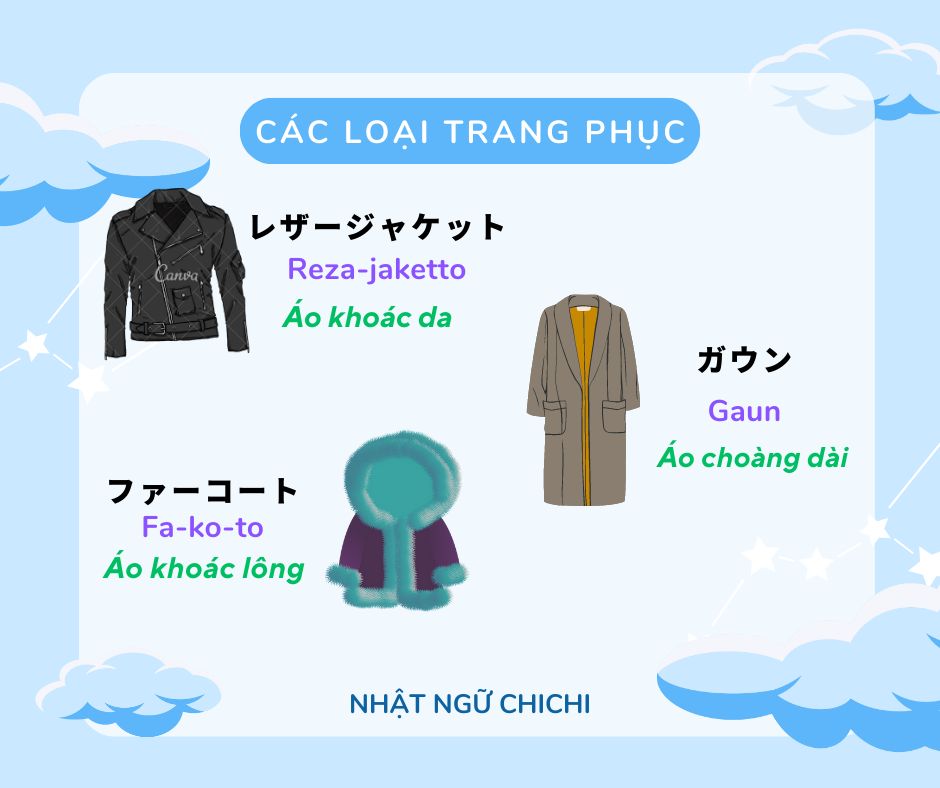 CÁC LOẠI TRANG PHỤC
レザージャケット
Reza-jaketto
Áo khoác da
Canva
ガウン
Gaun
Áo choàng dài
ファーコート
Fa-ko-to
Áo khoác lông
NHẬT NGỮ CHICHI